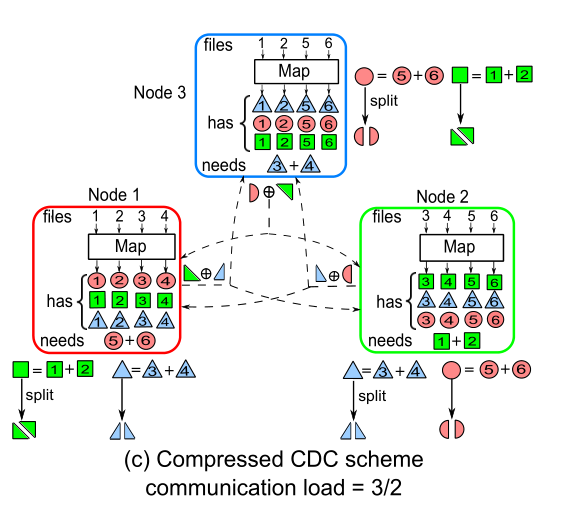 files 1 2 5 6
Map
Node 3
has 1 2 5 6
1 2 5 6
1 2 5 6
needs 3 + 4
= 5 + 6
split
= 1 + 2
⊕
Node 1
files 1 2 3 4
Map
has 1 2 3 4
1 2 3 4
1 2 3 4
needs 5 + 6
⊕
⊕
Node 2
files 3 4 5 6
Map
has 3 4 5 6
3 4 5 6
3 4 5 6
needs 1 + 2
= 1 + 2
split
= 3 + 4
= 3 + 4
split
= 5 + 6
(c) Compressed CDC scheme
communication load = 3/2